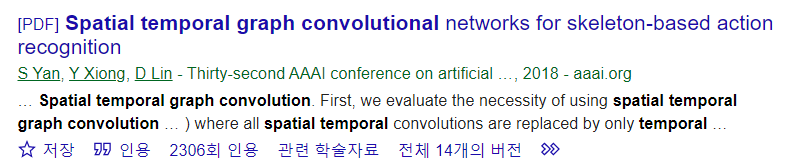 [PDF] Spatial temporal graph convolutional networks for skeleton-based action
recognition
S Yan, Y Xiong, D Lin - Thirty-second AAAI conference on artificial …, 2018 - aaai.org
… Spatial temporal graph convolution. First, we evaluate the necessity of using spatial temporal
graph convolution … ) where all spatial temporal convolutions are replaced by only temporal …
저장 인용 2306회 인용 관련 학술자료 전체 14개의 버전